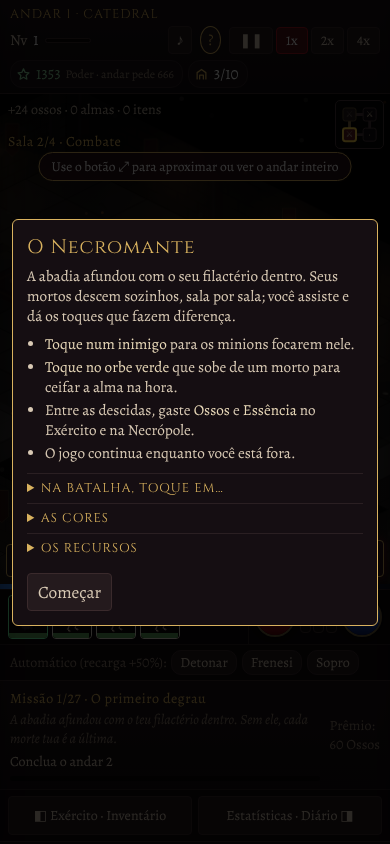 ANDAR I · CATEDRAL
Nv 1
♪ ? ❚❚ 1x 2x 4x
1353 Poder · andar pede 666
3/10
+24 ossos · 0 almas · 0 itens
Sala 2/4 · Combate
Use o botão ⤢ para aproximar ou ver o andar inteiro
O Necromante
A abadia afundou com o seu filactério dentro. Seus
mortos descem sozinhos, sala por sala; você assiste e
dá os toques que fazem diferença.
• Toque num inimigo para os minions focarem nele.
• Toque no orbe verde que sobe de um morto para
ceifar a alma na hora.
• Entre as descidas, gaste Ossos e Essência no
Exército e na Necrópole.
• O jogo continua enquanto você está fora.
▶ NA BATALHA, TOQUE EM…
▶ AS CORES
▶ OS RECURSOS
Começar
Automático (recarga +50%): Detonar Frenesi Sopro
Missão 1/27 · O primeiro degrau
A abadia afundou com o teu filactério dentro. Sem ele, cada
morte tua é a última.
Conclua o andar 2
Prêmio:
60 Ossos
◧ Exército · Inventário
Estatísticas · Diário ◨